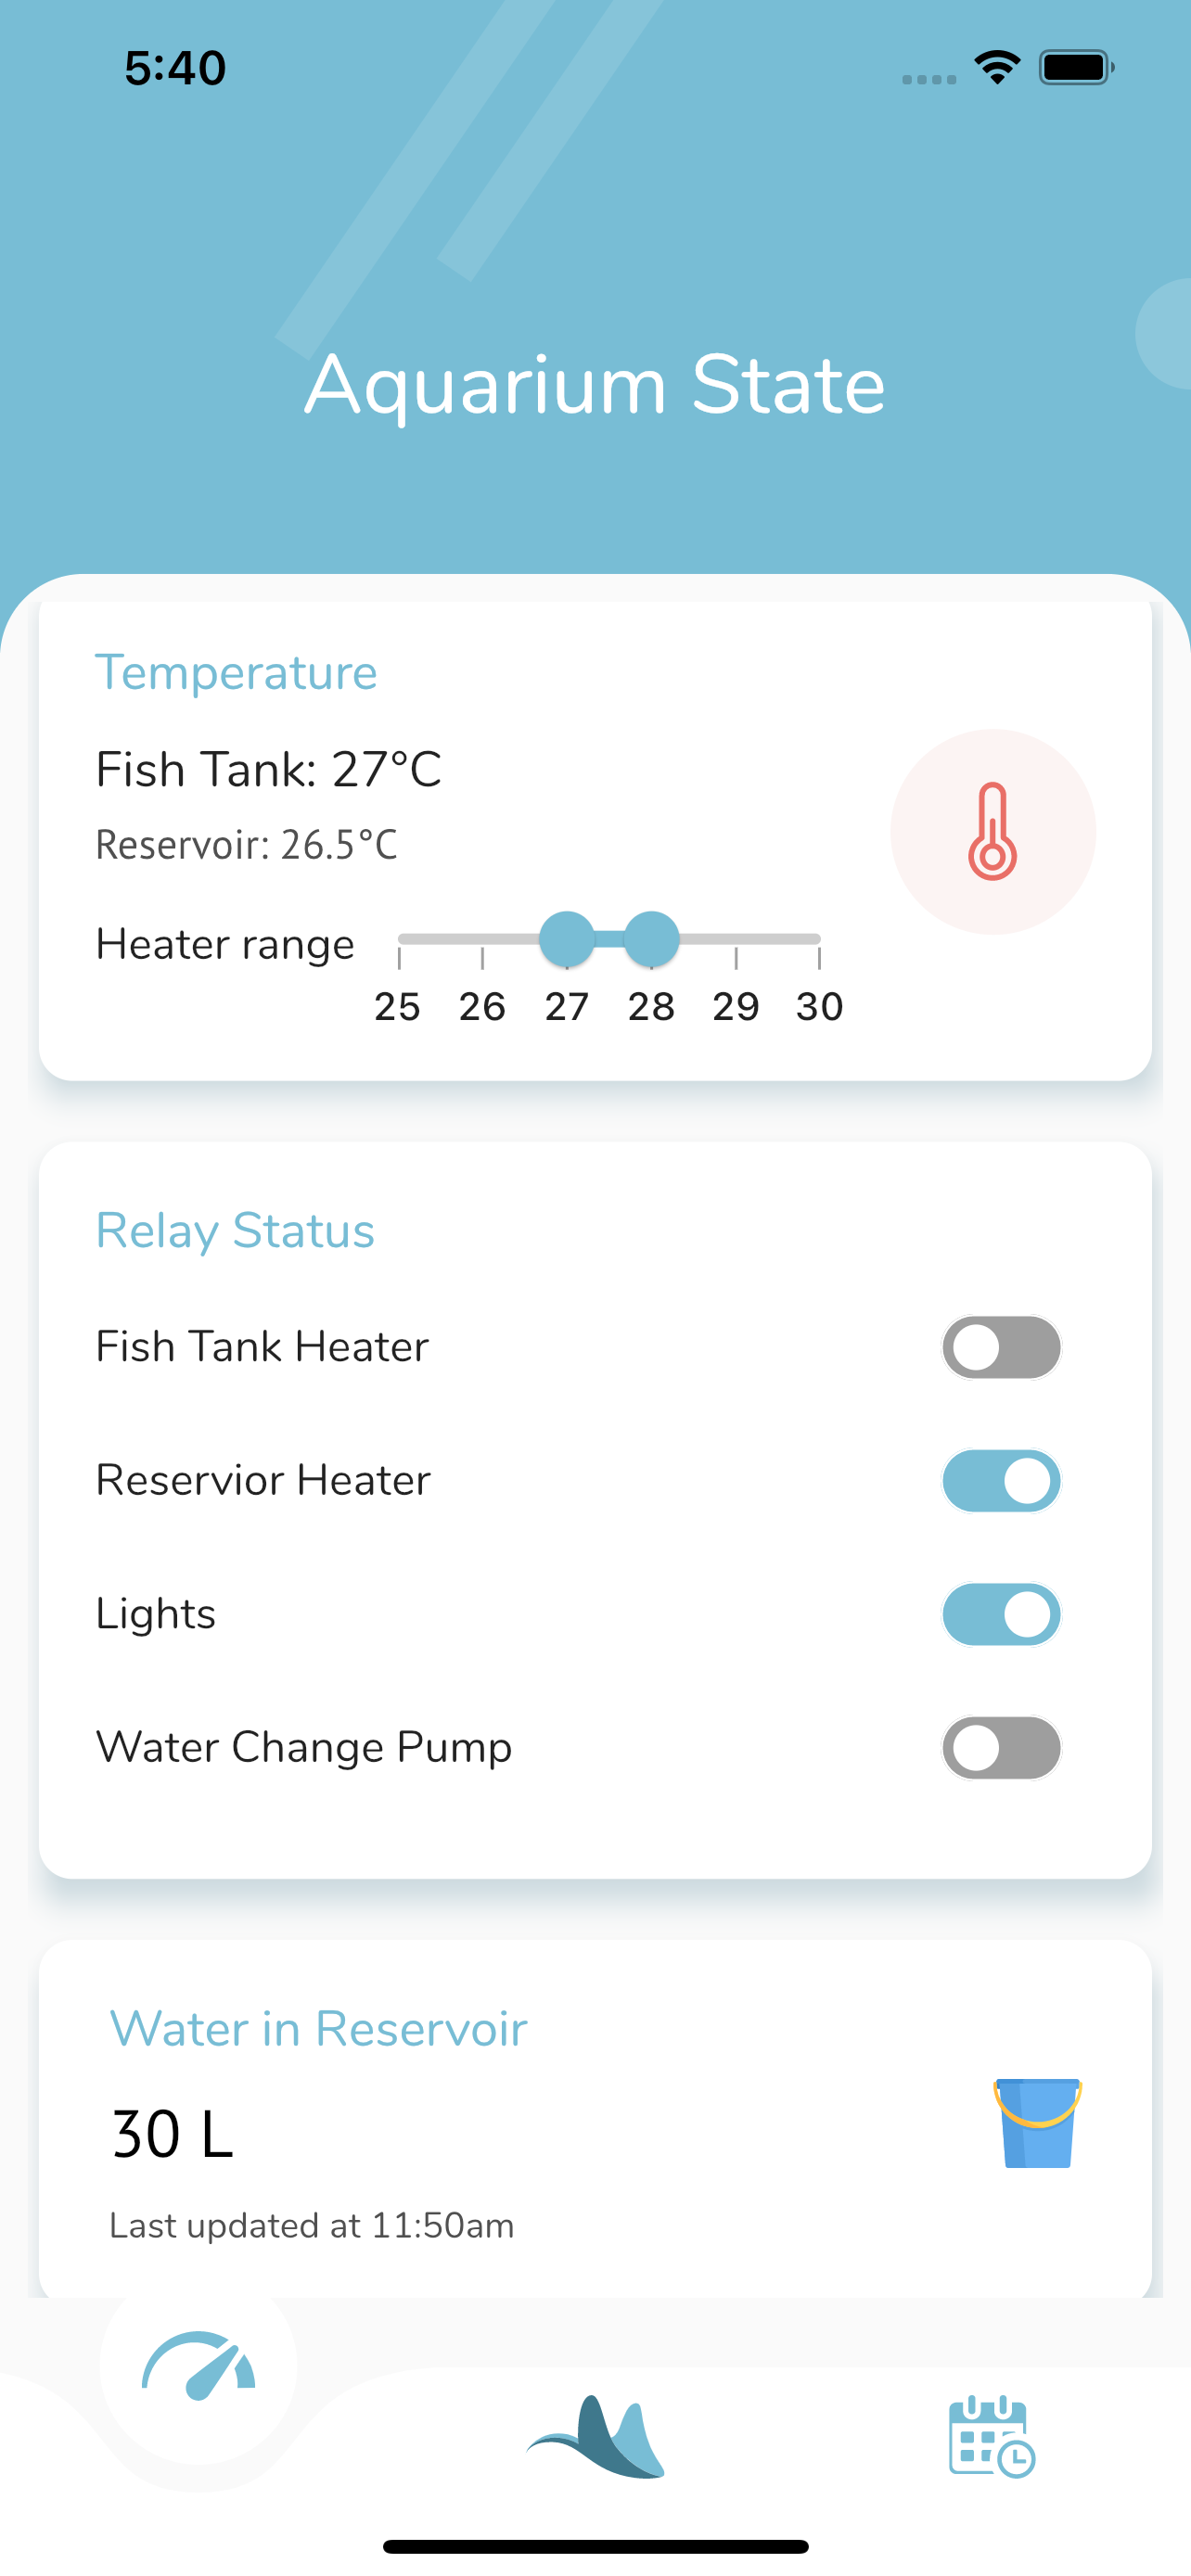 5:40
Aquarium State
Temperature
Fish Tank: 27°C
Reservoir: 26.5°C
Heater range
25 26 27 28 29 30
Relay Status
Fish Tank Heater
Reservior Heater
Lights
Water Change Pump
Water in Reservoir
30 L
Last updated at 11:50am